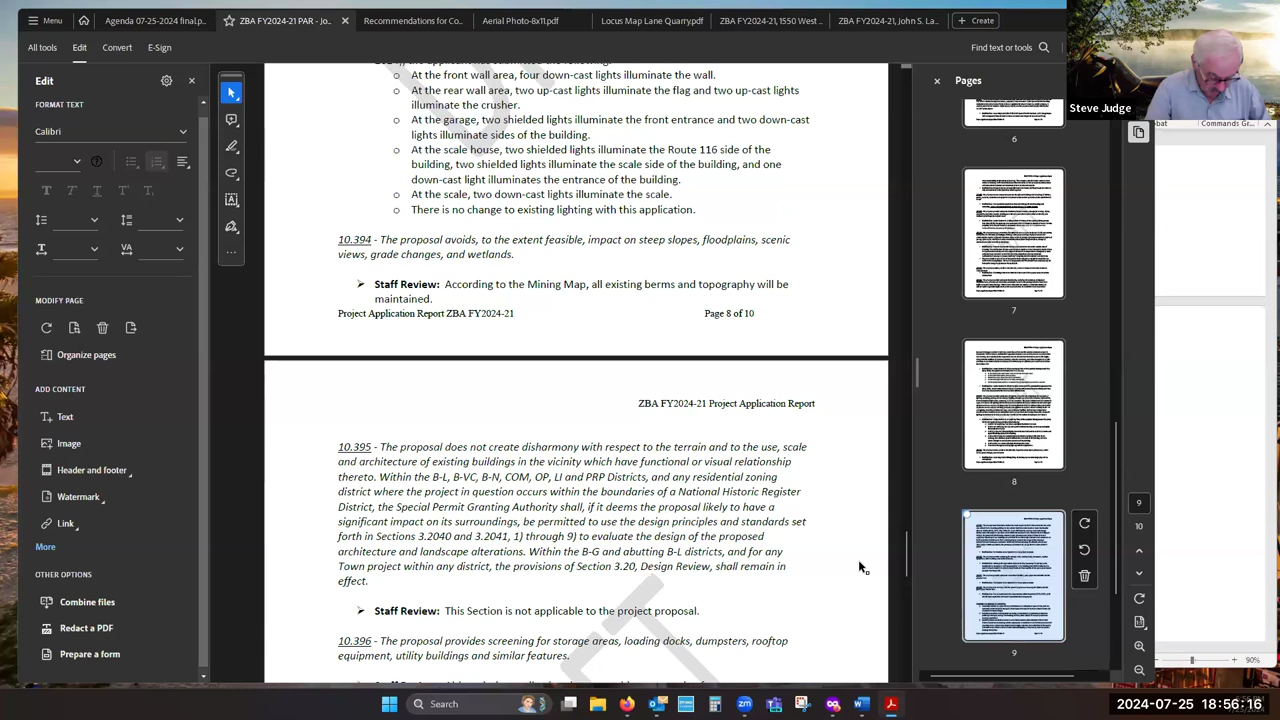 Menu
Agenda 07-25-2024 final.p...
ZBA FY2024-21 PAR - Jo...
Recommendations for Co...
Aerial Photo-8x11.pdf
Locus Map Lane Quarry.pdf
ZBA FY2024-21, 1550 West ...
ZBA FY2024-21, John S. La...
Create
All tools
Edit
Convert
E-Sign
Find text or tools
Steve Judge
Edit
FORMAT TEXT
Calibri
MODIFY PAGE
Organize pages
ADD CONTENT
Text
Image
Header and footer
Watermark
Link
More
OTHER OPTIONS
Combine files
Redact a PDF
Prepare a form
o At the front wall area, four down-cast lights illuminate the wall.
o At the rear wall area, two up-cast lights illuminate the flag and two up-cast lights
illuminate the crusher.
o At the garage, two shielded lights illuminate the front entrance and two down-cast
lights illuminate sides of the building.
o At the scale house, two shielded lights illuminate the Route 116 side of the
building, two shielded lights illuminate the scale side of the building, and one
down-cast light illuminates the entrance of the building.
o At the scale, two down-cast lights illuminate the scale.
o There is no change to existing lighting with this application.
10.394 - The proposal avoids, to the extent feasible, impact on steep slopes, floodplains, scenic
views, grade changes, and wetlands.
➢ Staff Review: According to the Mining Map, all existing berms and topography will be
maintained.
Project Application Report ZBA FY2024-21 Page 8 of 10
ZBA FY2024-21 Project Application Report
10.395 - The proposal does not create disharmony with respect to the terrain and to the use, scale
and architecture of existing buildings in the vicinity which have functional or visual relationship
thereto. Within the B-L, B-VC, B-N, COM, OP, LI and PRP Districts, and any residential zoning
district where the project in question occurs within the boundaries of a National Historic Register
District, the Special Permit Granting Authority shall, if it deems the proposal likely to have a
significant impact on its surroundings, be permitted to use the design principles and standards set
forth in Sections 3.2040 and 3.2041, 1) through 9) to evaluate the design of the proposed
architecture and landscape alterations. Within the B-G and abutting B-L districts, and for any
Town project within any district, the provisions of Section 3.20, Design Review, shall remain in
effect.
➢ Staff Review: This Section is not applicable to the project proposal.
10.396 - The proposal provides screening for storage areas, loading docks, dumpsters, rooftop
equipment, utility buildings and similar features.
Pages
6
7
8
9
9
10
Commands Gr...
90%
Search
2024-07-25 18:56:16